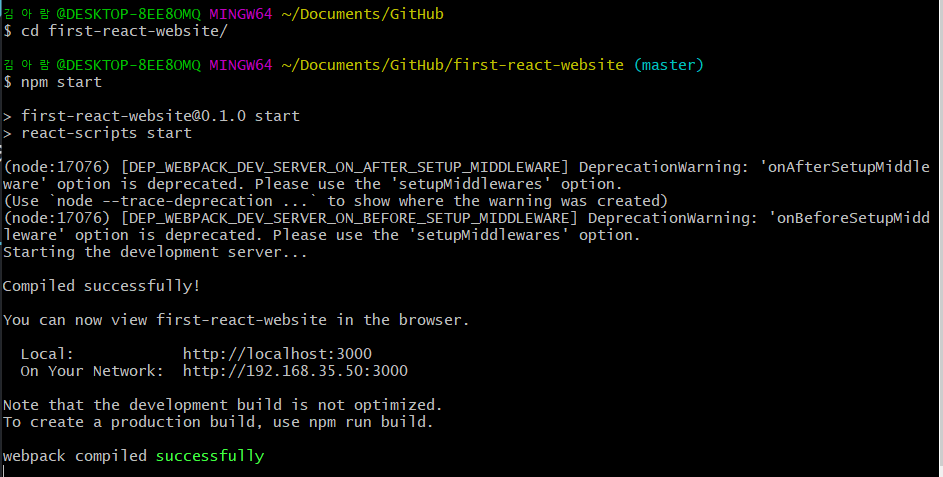 김 아 람 @DESKTOP-8EE8OMQ MINGW64 ~/Documents/GitHub
$ cd first-react-website/
김 아 람 @DESKTOP-8EE8OMQ MINGW64 ~/Documents/GitHub/first-react-website (master)
$ npm start
> first-react-website@0.1.0 start
> react-scripts start
(node:17076) [DEP_WEBPACK_DEV_SERVER_ON_AFTER_SETUP_MIDDLEWARE] DeprecationWarning: 'onAfterSetupMiddle
ware' option is deprecated. Please use the 'setupMiddlewares' option.
(Use `node --trace-deprecation ...` to show where the warning was created)
(node:17076) [DEP_WEBPACK_DEV_SERVER_ON_BEFORE_SETUP_MIDDLEWARE] DeprecationWarning: 'onBeforeSetupMidd
leware' option is deprecated. Please use the 'setupMiddlewares' option.
Starting the development server...
Compiled successfully!
You can now view first-react-website in the browser.
Local: http://localhost:3000
On Your Network: http://192.168.35.50:3000
Note that the development build is not optimized.
To create a production build, use npm run build.
webpack compiled successfully